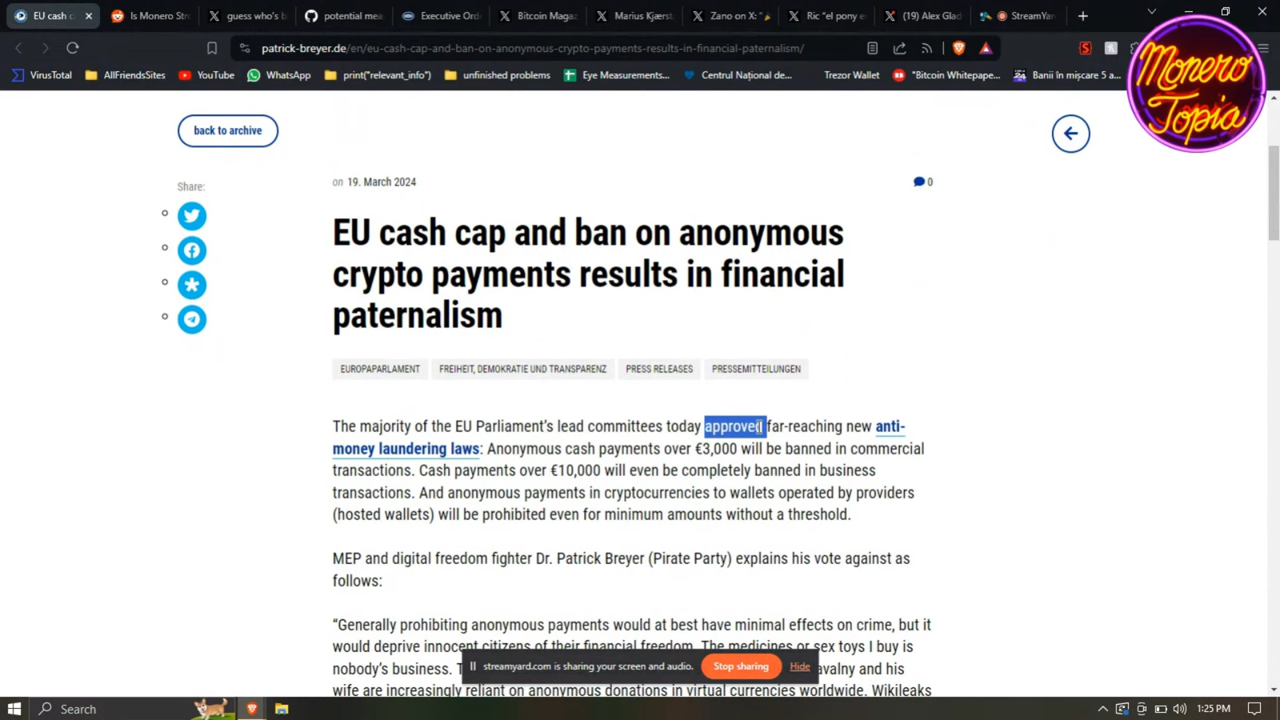 EU cash
Is Monero Str
guess who's b
potential mea
Executive Ord
Bitcoin Magaz
Marius Kjærst
Zano on X: "
Ric "el pony e
(19) Alex Glad
StreamYar
patrick-breyer.de/en/eu-cash-cap-and-ban-on-anonymous-crypto-payments-results-in-financial-paternalism/
VirusTotal
AllFriendsSites
YouTube
WhatsApp
print("relevant_info")
unfinished problems
Eye Measurements...
Centrul Național de...
Trezor Wallet
"Bitcoin Whitepape...
Banii în mișcare 5 a...
Monero
Topia
back to archive
on 19. March 2024
0
Share:
EU cash cap and ban on anonymous
crypto payments results in financial
paternalism
EUROPAPARLAMENT
FREIHEIT, DEMOKRATIE UND TRANSPARENZ
PRESS RELEASES
PRESSEMITTEILUNGEN
The majority of the EU Parliament's lead committees today approved far-reaching new anti-
money laundering laws: Anonymous cash payments over €3,000 will be banned in commercial
transactions. Cash payments over €10,000 will even be completely banned in business
transactions. And anonymous payments in cryptocurrencies to wallets operated by providers
(hosted wallets) will be prohibited even for minimum amounts without a threshold.
MEP and digital freedom fighter Dr. Patrick Breyer (Pirate Party) explains his vote against as
follows:
"Generally prohibiting anonymous payments would at best have minimal effects on crime, but it
would deprive innocent citizens of their financial freedom. The medicines or sex toys I buy is
nobody's business. T
avalny and his
wife are increasingly reliant on anonymous donations in virtual currencies worldwide. Wikileaks
streamyard.com is sharing your screen and audio.
Stop sharing
Hide
Search
1:25 PM